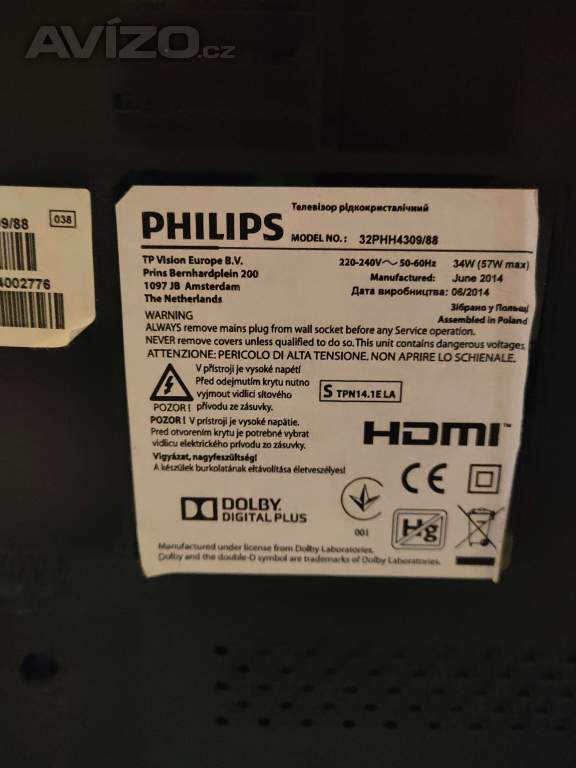 Avízo.cz
038
09/88
4002776
Телевізор рідкокристалічний
PHILIPS MODEL NO.: 32PHH4309/88
TP Vision Europe B.V.
Prins Bernhardplein 200
1097 JB Amsterdam
The Netherlands
220-240V~ 50-60Hz 34W (57W max)
Manufactured: June 2014
Дата виробництва: 06/2014
Зібрано у Польщі
Assembled in Poland
WARNING
ALWAYS remove mains plug from wall socket before any Service operation.
NEVER remove covers unless qualified to do so. This unit contains dangerous voltages.
ATTENZIONE: PERICOLO DI ALTA TENSIONE, NON APRIRE LO SCHIENALE.
V přístroji je vysoké napětí
Před odejmutím krytu nutno
vyjmout vidlici síťového
POZOR! přívodu ze zásuvky.
S TPN14.1E LA
POZOR! V prístroji je vysoké napätie.
Pred otvorením krytu je potrebné vybrat
vidlicu elektrického prívodu zo zásuvky.
Vigyázat, nagyfeszültség!
A készülek burkolatának eltávolítása életveszélyes!
HDMI™
CE
DOLBY
DIGITAL PLUS
001
Hg
Manufactured under license from Dolby Laboratories.
Dolby and the double-D symbol are trademarks of Dolby Laboratories.